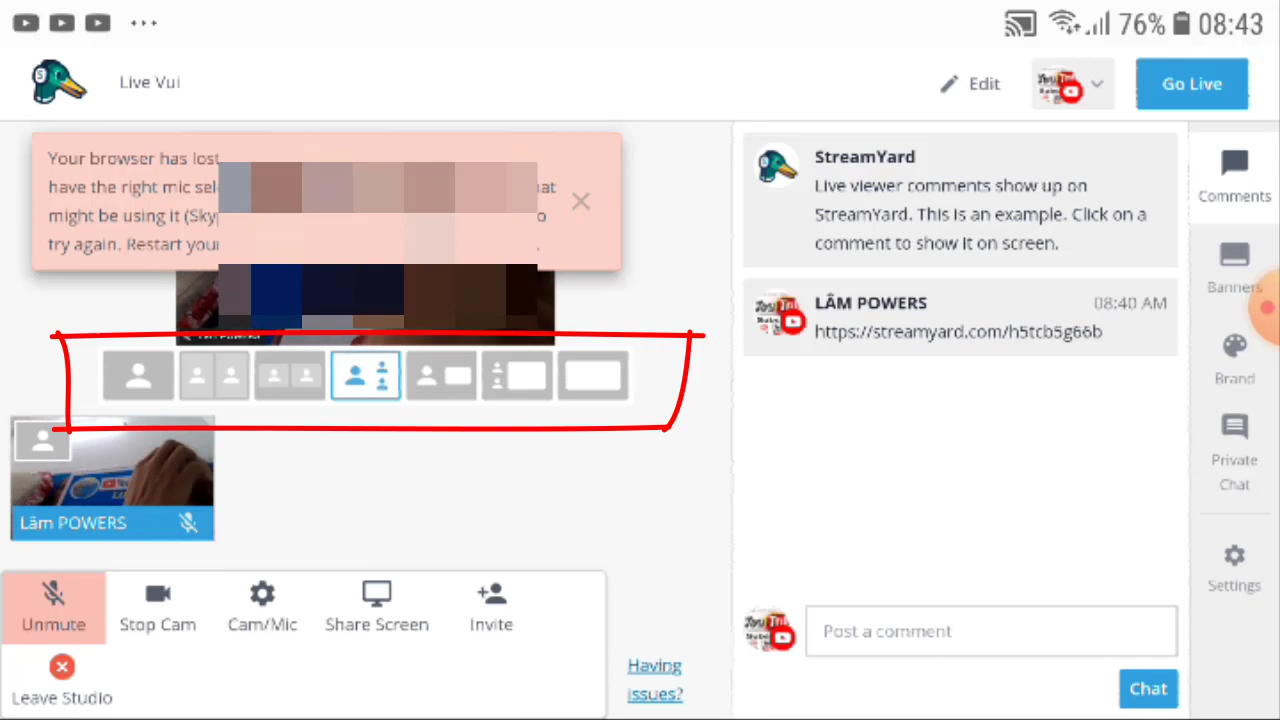 76% 08:43
Live Vui
Edit
Go Live
Your browser has lost
have the right mic at
might be using it o
try again. Restart
StreamYard
Live viewer comments show up on
StreamYard. This is an example. Click on a
comment to show it on screen.
LÂM POWERS 08:40 AM
https://streamyard.com/h5tcb5g66b
Comments
Banners
Brand
Private
Chat
Settings
Lâm POWERS
Unmute
Stop Cam
Cam/Mic
Share Screen
Invite
Leave Studio
Having
issues?
Post a comment
Chat